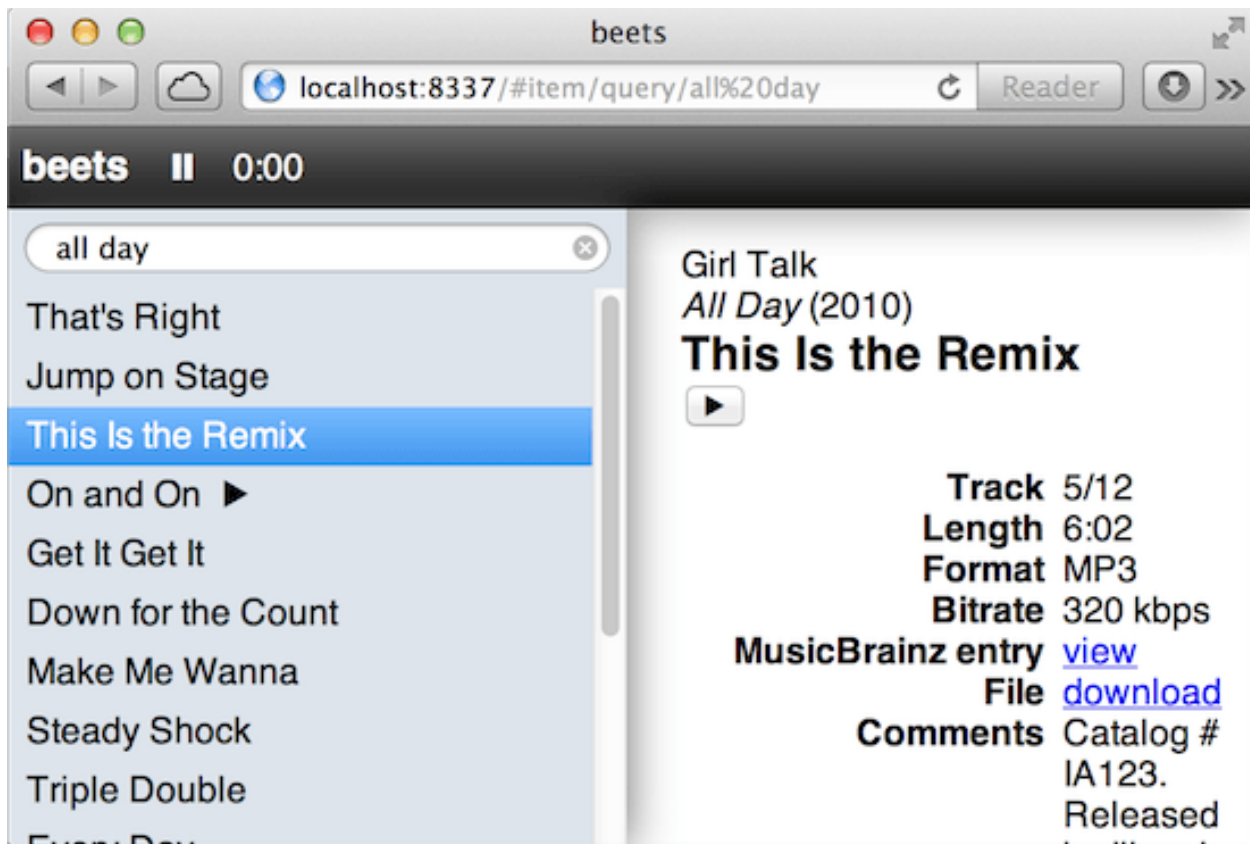 beets
localhost:8337/#item/query/all%20day
Reader
beets 0:00
all day
That's Right
Jump on Stage
This Is the Remix
On and On
Get It Get It
Down for the Count
Make Me Wanna
Steady Shock
Triple Double
Every Day
Girl Talk
All Day (2010)
This Is the Remix
Track 5/12
Length 6:02
Format MP3
Bitrate 320 kbps
MusicBrainz entry view
File download
Comments Catalog #
IA123.
Released